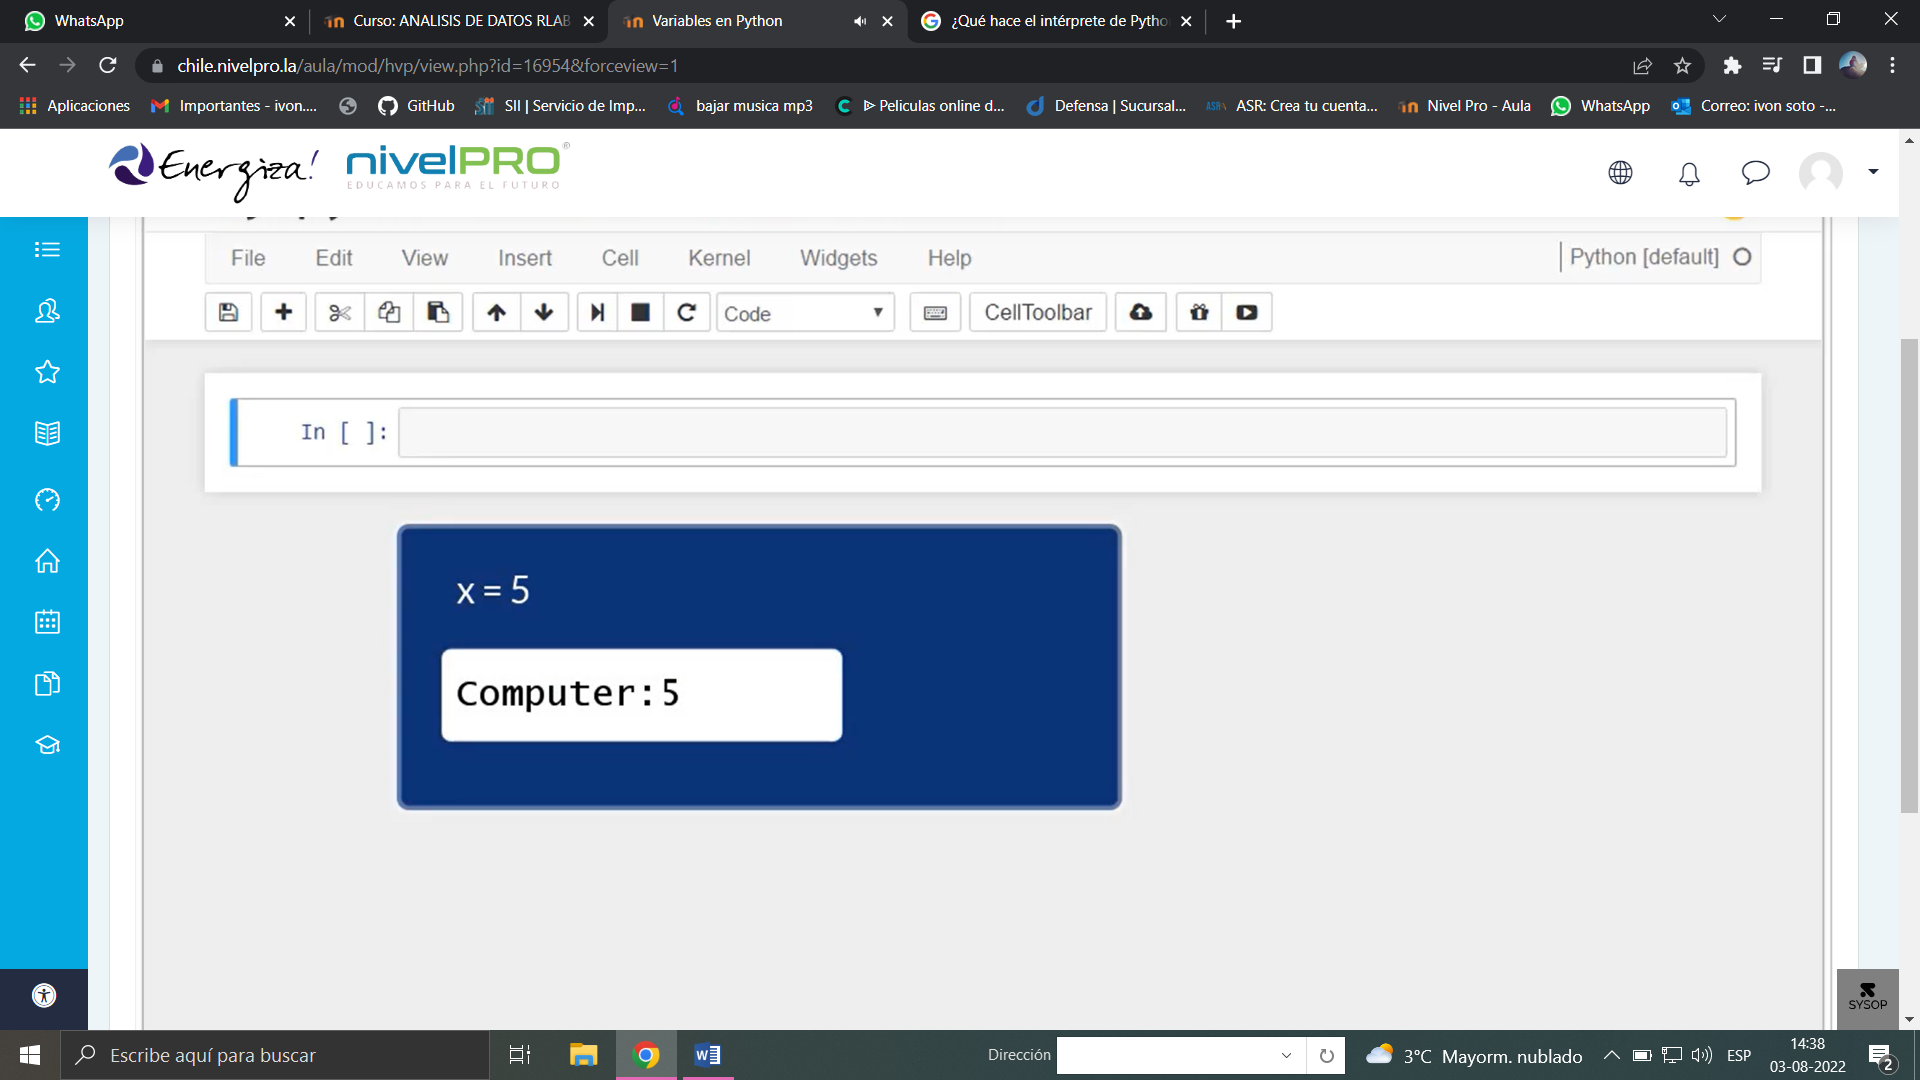 WhatsApp
Curso: ANALISIS DE DATOS RLAB
Variables en Python
¿Qué hace el intérprete de Pytho
chile.nivelpro.la/aula/mod/hvp/view.php?id=16954&forceview=1
Aplicaciones
Importantes - ivon....
GitHub
SII | Servicio de Imp...
bajar musica mp3
ᐅ Peliculas online d...
Defensa | Sucursal...
ASR: Crea tu cuenta...
Nivel Pro - Aula
WhatsApp
Correo: ivon soto -...
Energiza!
nivelPRO®
EDUCAMOS PARA EL FUTURO
File Edit View Insert Cell Kernel Widgets Help
Python [default]
Code
CellToolbar
In [ ]:
x = 5
Computer:5
SYSOP
Escribe aquí para buscar
Dirección
3°C Mayorm. nublado
ESP
14:38
03-08-2022
2